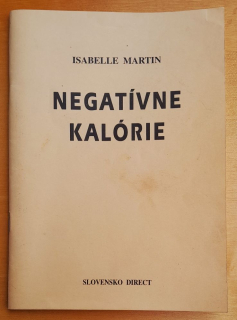 ISABELLE MARTIN
NEGATÍVNE
KALÓRIE
SLOVENSKO DIRECT